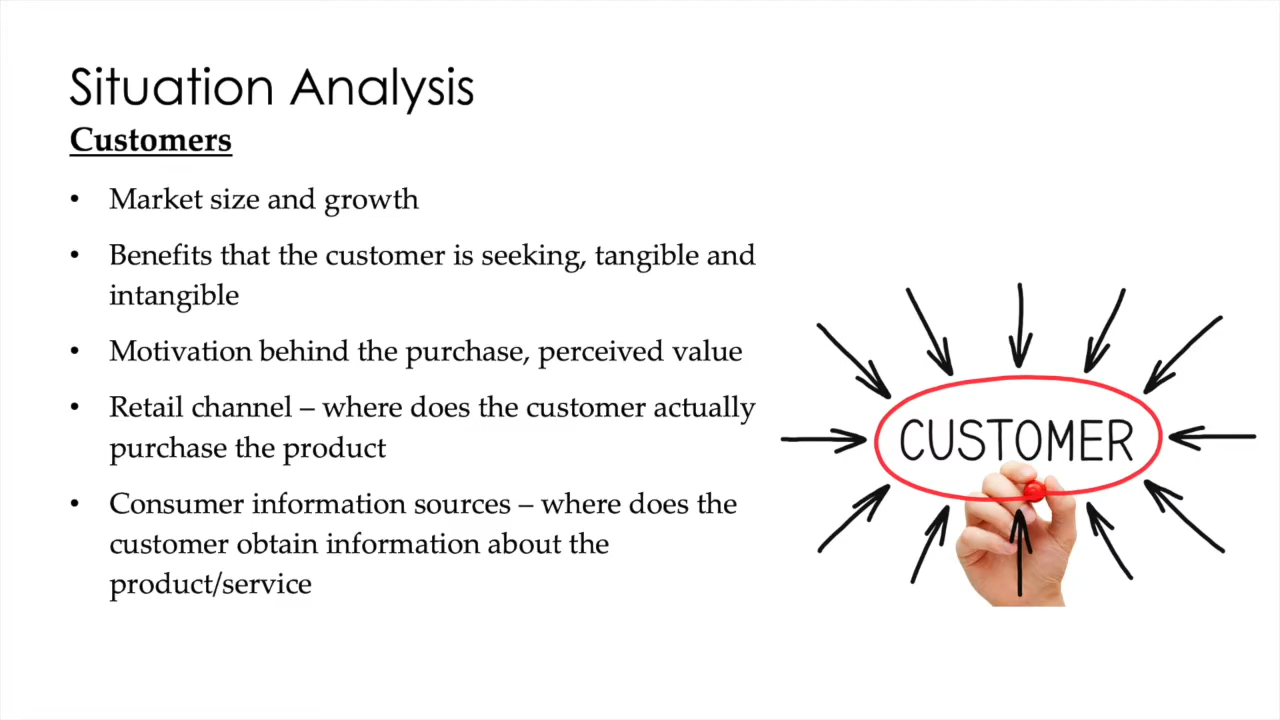 Situation Analysis
Customers
• Market size and growth
• Benefits that the customer is seeking, tangible and
intangible
• Motivation behind the purchase, perceived value
• Retail channel – where does the customer actually
purchase the product
• Consumer information sources – where does the
customer obtain information about the
product/service
CUSTOMER